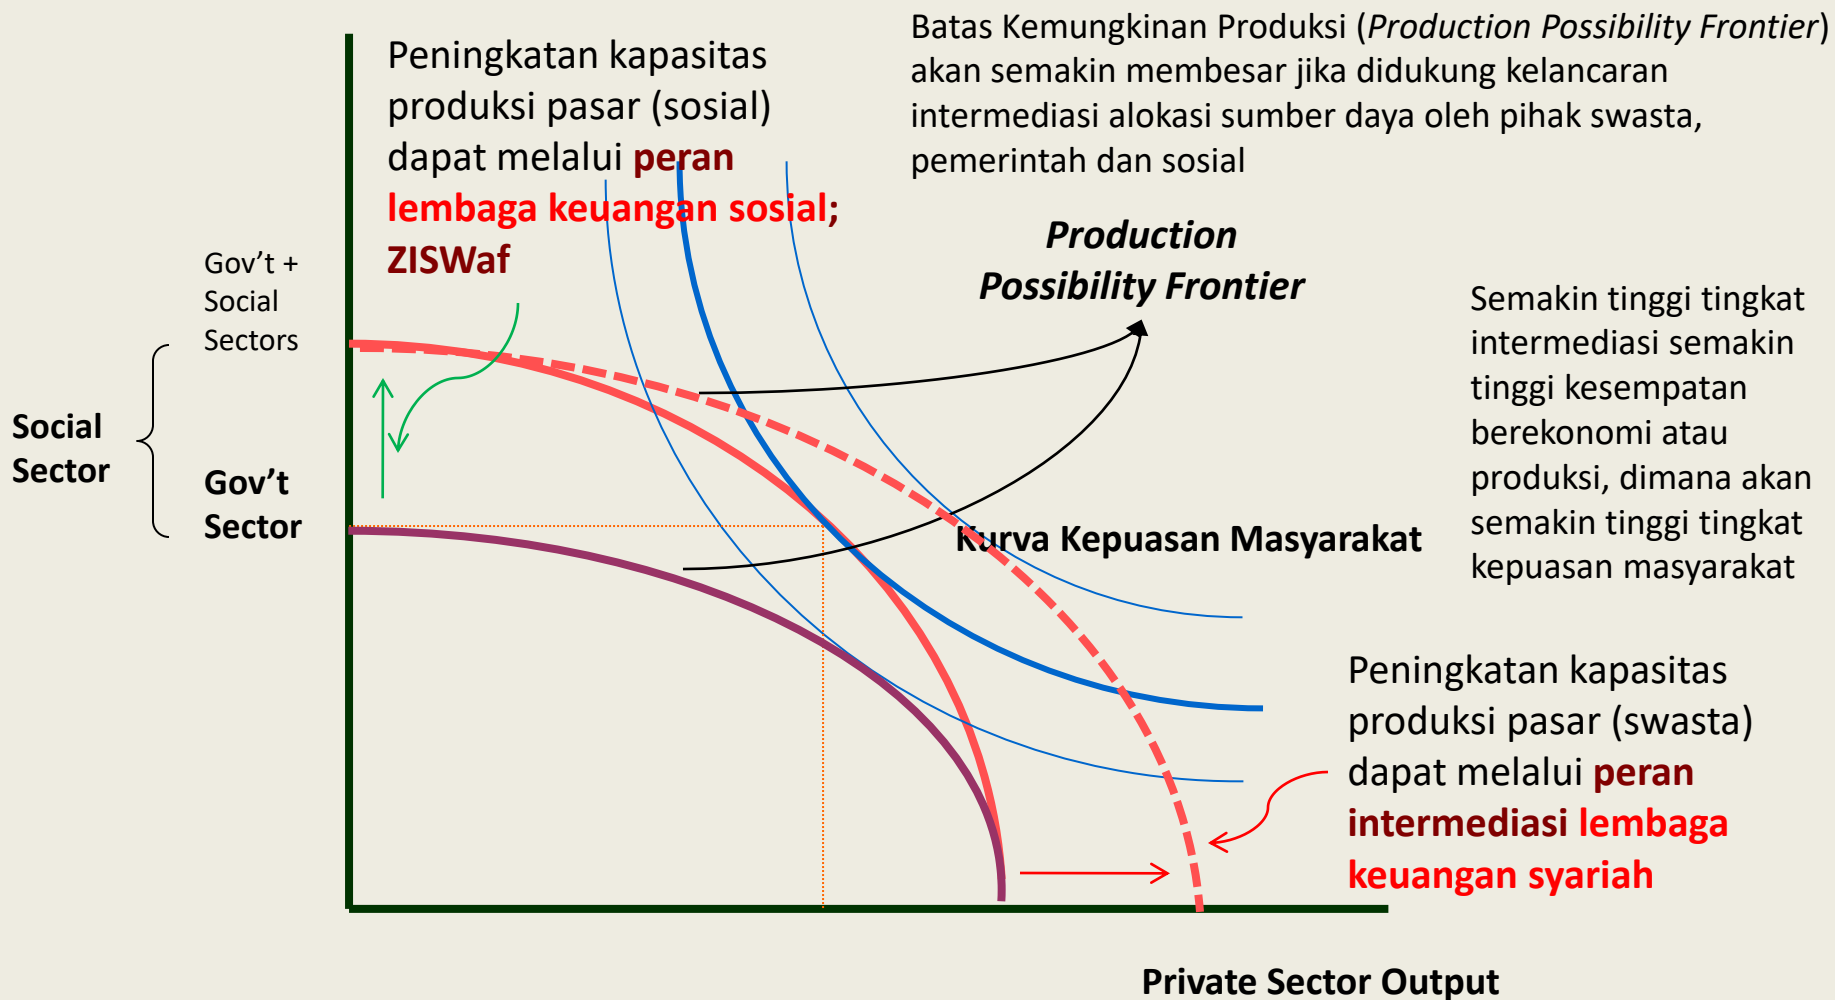 Peningkatan kapasitas
produksi pasar (sosial)
dapat melalui peran
lembaga keuangan sosial;
ZISWaf
Batas Kemungkinan Produksi (Production Possibility Frontier)
akan semakin membesar jika didukung kelancaran
intermediasi alokasi sumber daya oleh pihak swasta,
pemerintah dan sosial
Production
Possibility Frontier
Gov’t +
Social
Sectors
Social
Sector
Gov’t
Sector
Semakin tinggi tingkat
intermediasi semakin
tinggi kesempatan
berekonomi atau
produksi, dimana akan
semakin tinggi tingkat
kepuasan masyarakat
Kurva Kepuasan Masyarakat
Peningkatan kapasitas
produksi pasar (swasta)
dapat melalui peran
intermediasi lembaga
keuangan syariah
Private Sector Output